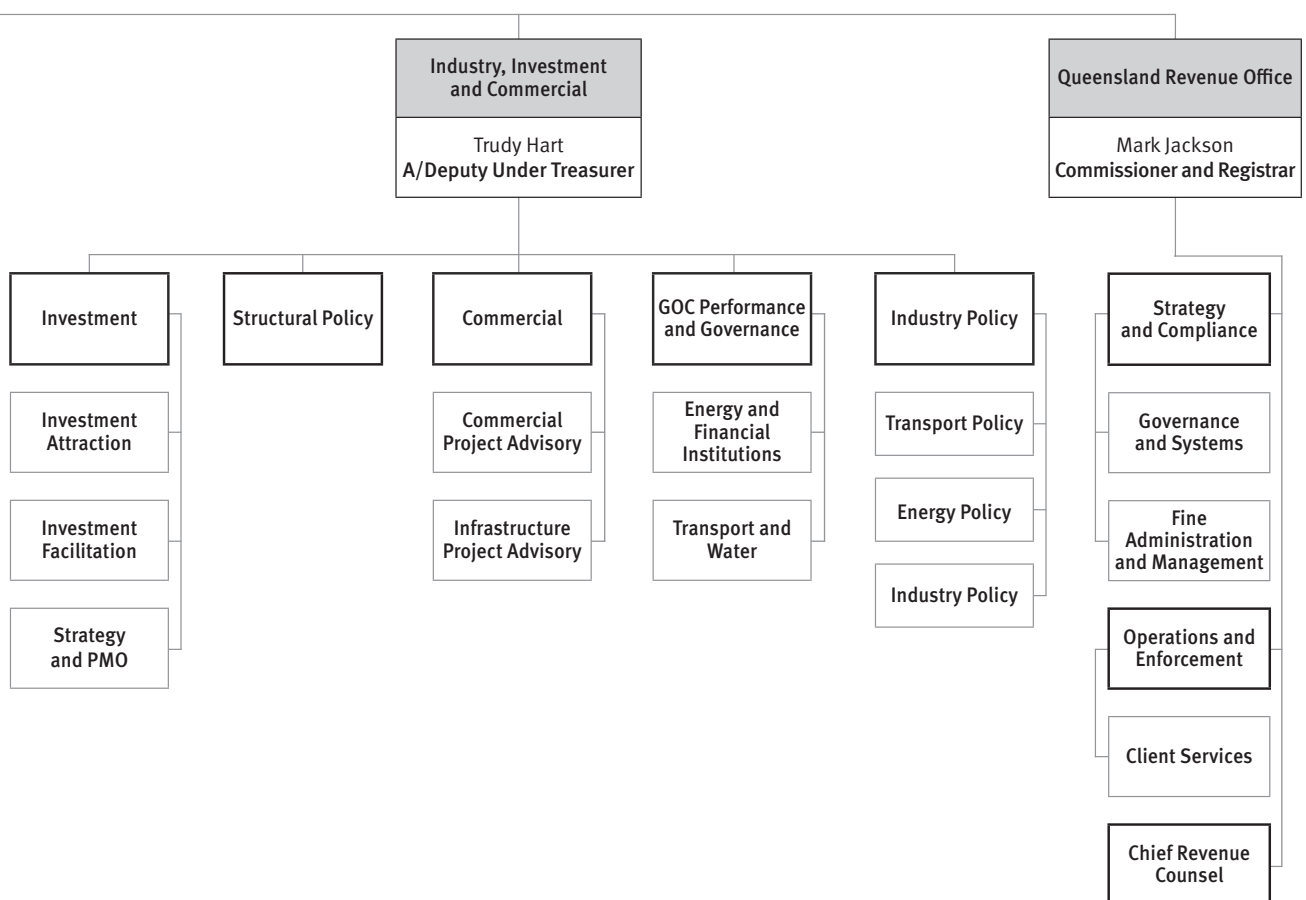 Industry, Investment
and Commercial
Trudy Hart
A/Deputy Under Treasurer
Queensland Revenue Office
Mark Jackson
Commissioner and Registrar
Investment
Investment
Attraction
Investment
Facilitation
Strategy
and PMO
Structural Policy
Commercial
Commercial
Project Advisory
Infrastructure
Project Advisory
GOC Performance
and Governance
Energy and
Financial
Institutions
Transport and
Water
Industry Policy
Transport Policy
Energy Policy
Industry Policy
Strategy
and Compliance
Governance
and Systems
Fine
Administration
and Management
Operations and
Enforcement
Client Services
Chief Revenue
Counsel